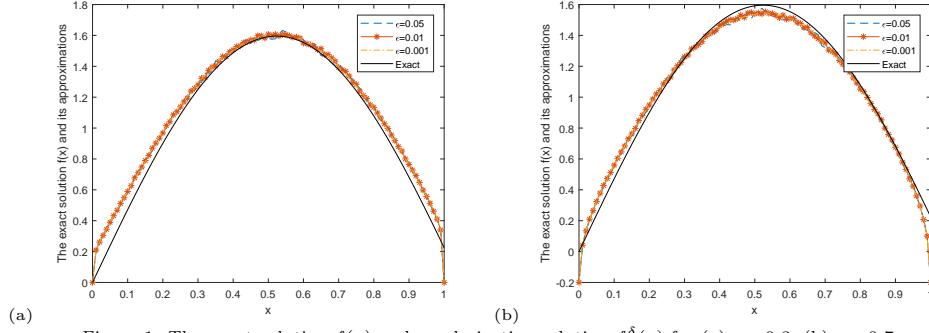 1.8
1.6
1.4
1.2
1
0.8
0.6
0.4
0.2
0
The exact solution f(x) and its approximations
0 0.1 0.2 0.3 0.4 0.5 0.6 0.7 0.8 0.9 1
x
ϵ=0.05
ϵ=0.01
ϵ=0.001
Exact
(a)
1.6
1.4
1.2
1
0.8
0.6
0.4
0.2
0
-0.2
The exact solution f(x) and its approximations
0 0.1 0.2 0.3 0.4 0.5 0.6 0.7 0.8 0.9
x
ϵ=0.05
ϵ=0.01
ϵ=0.001
Exact
(b)